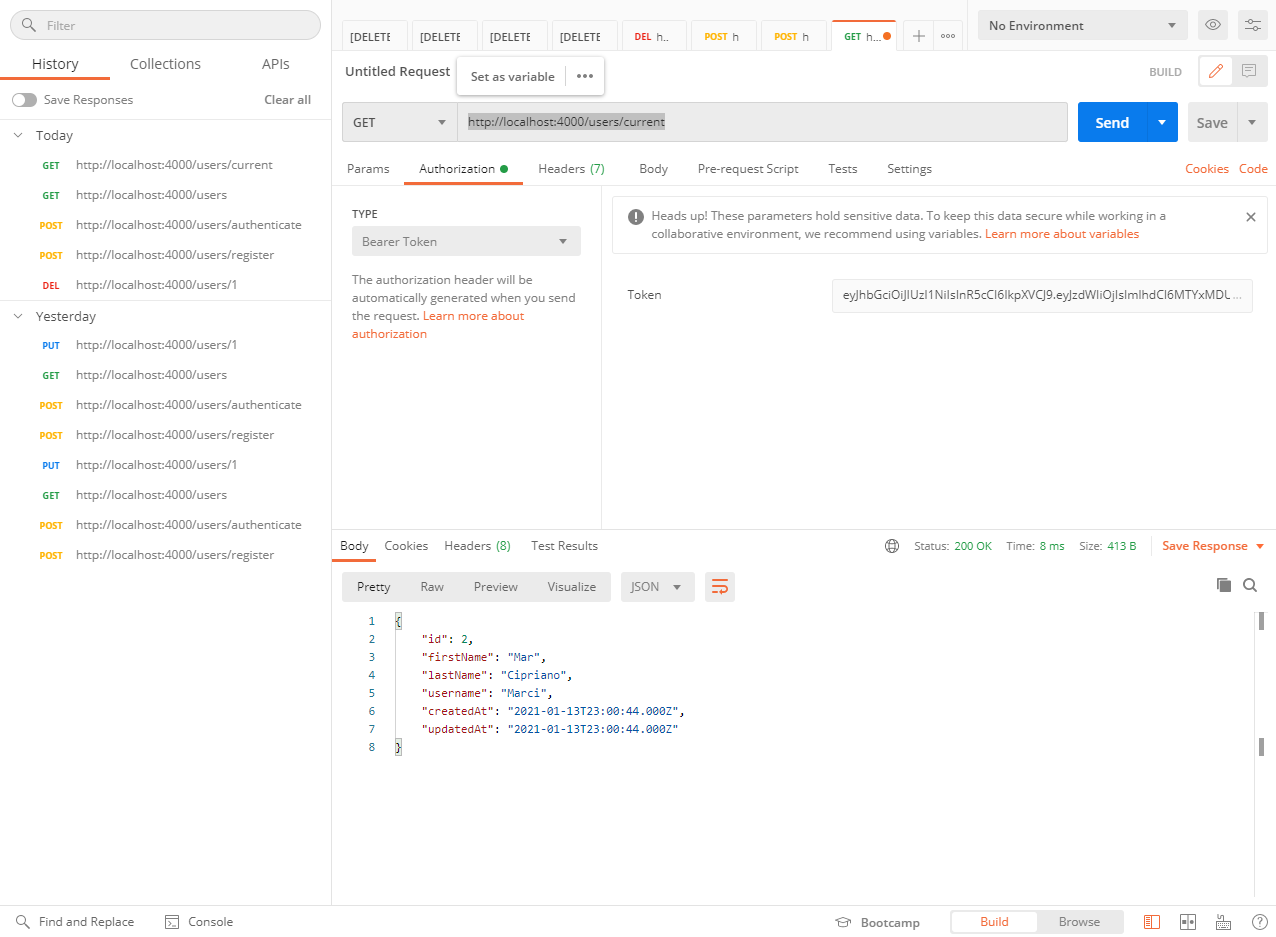 Filter
History Collections APIs
Save Responses Clear all
Today
GET http://localhost:4000/users/current
GET http://localhost:4000/users
POST http://localhost:4000/users/authenticate
POST http://localhost:4000/users/register
DEL http://localhost:4000/users/1
Yesterday
PUT http://localhost:4000/users/1
GET http://localhost:4000/users
POST http://localhost:4000/users/authenticate
POST http://localhost:4000/users/register
PUT http://localhost:4000/users/1
GET http://localhost:4000/users
POST http://localhost:4000/users/authenticate
POST http://localhost:4000/users/register
[DELETE [DELETE [DELETE [DELETE DEL h.. POST h POST h GET h...
No Environment
Untitled Request Set as variable BUILD
GET http://localhost:4000/users/current Send Save
Params Authorization Headers (7) Body Pre-request Script Tests Settings Cookies Code
TYPE
Bearer Token
The authorization header will be
automatically generated when you send
the request. Learn more about
authorization
Heads up! These parameters hold sensitive data. To keep this data secure while working in a
collaborative environment, we recommend using variables. Learn more about variables
Token
Body Cookies Headers (8) Test Results Status: 200 OK Time: 8 ms Size: 413 B Save Response
Pretty Raw Preview Visualize JSON
1 {
2 "id": 2,
3 "firstName": "Mar",
4 "lastName": "Cipriano",
5 "username": "Marci",
6 "createdAt": "2021-01-13T23:00:44.000Z",
7 "updatedAt": "2021-01-13T23:00:44.000Z"
8 }
Find and Replace Console Bootcamp Build Browse